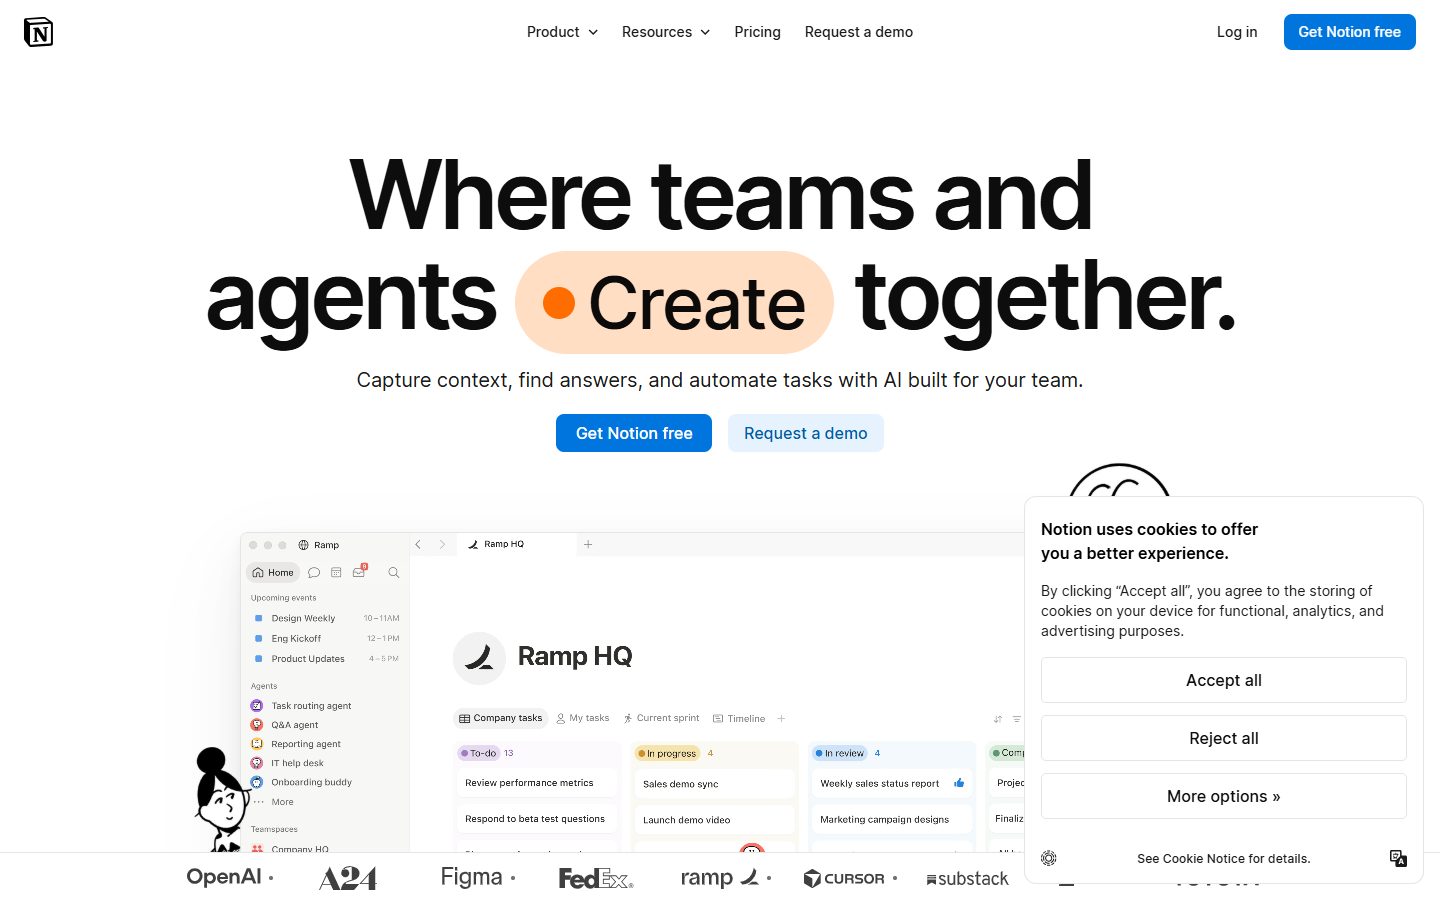 N
Product
Resources
Pricing
Request a demo
Log in
Get Notion free
Where teams and
agents Create together.
Capture context, find answers, and automate tasks with AI built for your team.
Get Notion free
Request a demo
Ramp
Ramp HQ
Home
Upcoming events
Design Weekly 10–11AM
Eng Kickoff 12–1PM
Product Updates 4–5 PM
Agents
Task routing agent
Q&A agent
Reporting agent
IT help desk
Onboarding buddy
More
Teamspaces
Company HQ
Ramp HQ
Company tasks
My tasks
Current sprint
Timeline
To-do 13
In progress 4
In review 4
Review performance metrics
Sales demo sync
Weekly sales status report
Respond to beta test questions
Launch demo video
Marketing campaign designs
Notion uses cookies to offer
you a better experience.
By clicking “Accept all”, you agree to the storing of
cookies on your device for functional, analytics, and
advertising purposes.
Accept all
Reject all
More options »
See Cookie Notice for details.
OpenAI
A24
Figma
FedEx
ramp
CURSOR
substack